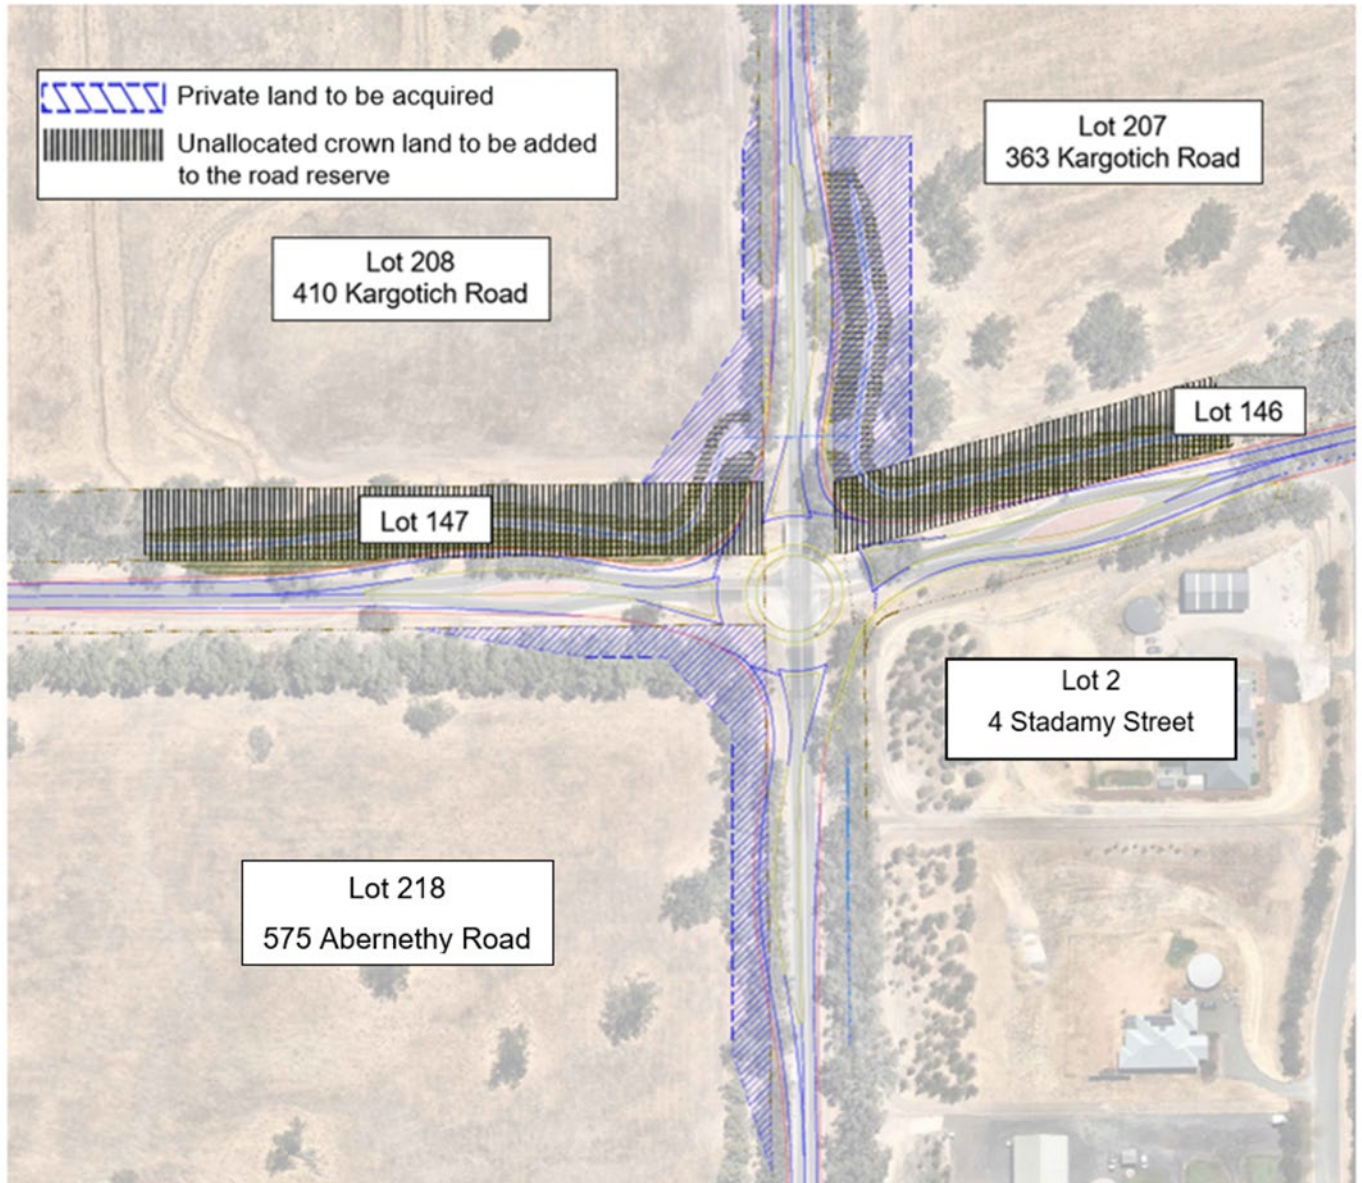 Private land to be acquired
Unallocated crown land to be added
to the road reserve
Lot 207
363 Kargotich Road
Lot 208
410 Kargotich Road
Lot 146
Lot 147
Lot 2
4 Stadamy Street
Lot 218
575 Abernethy Road